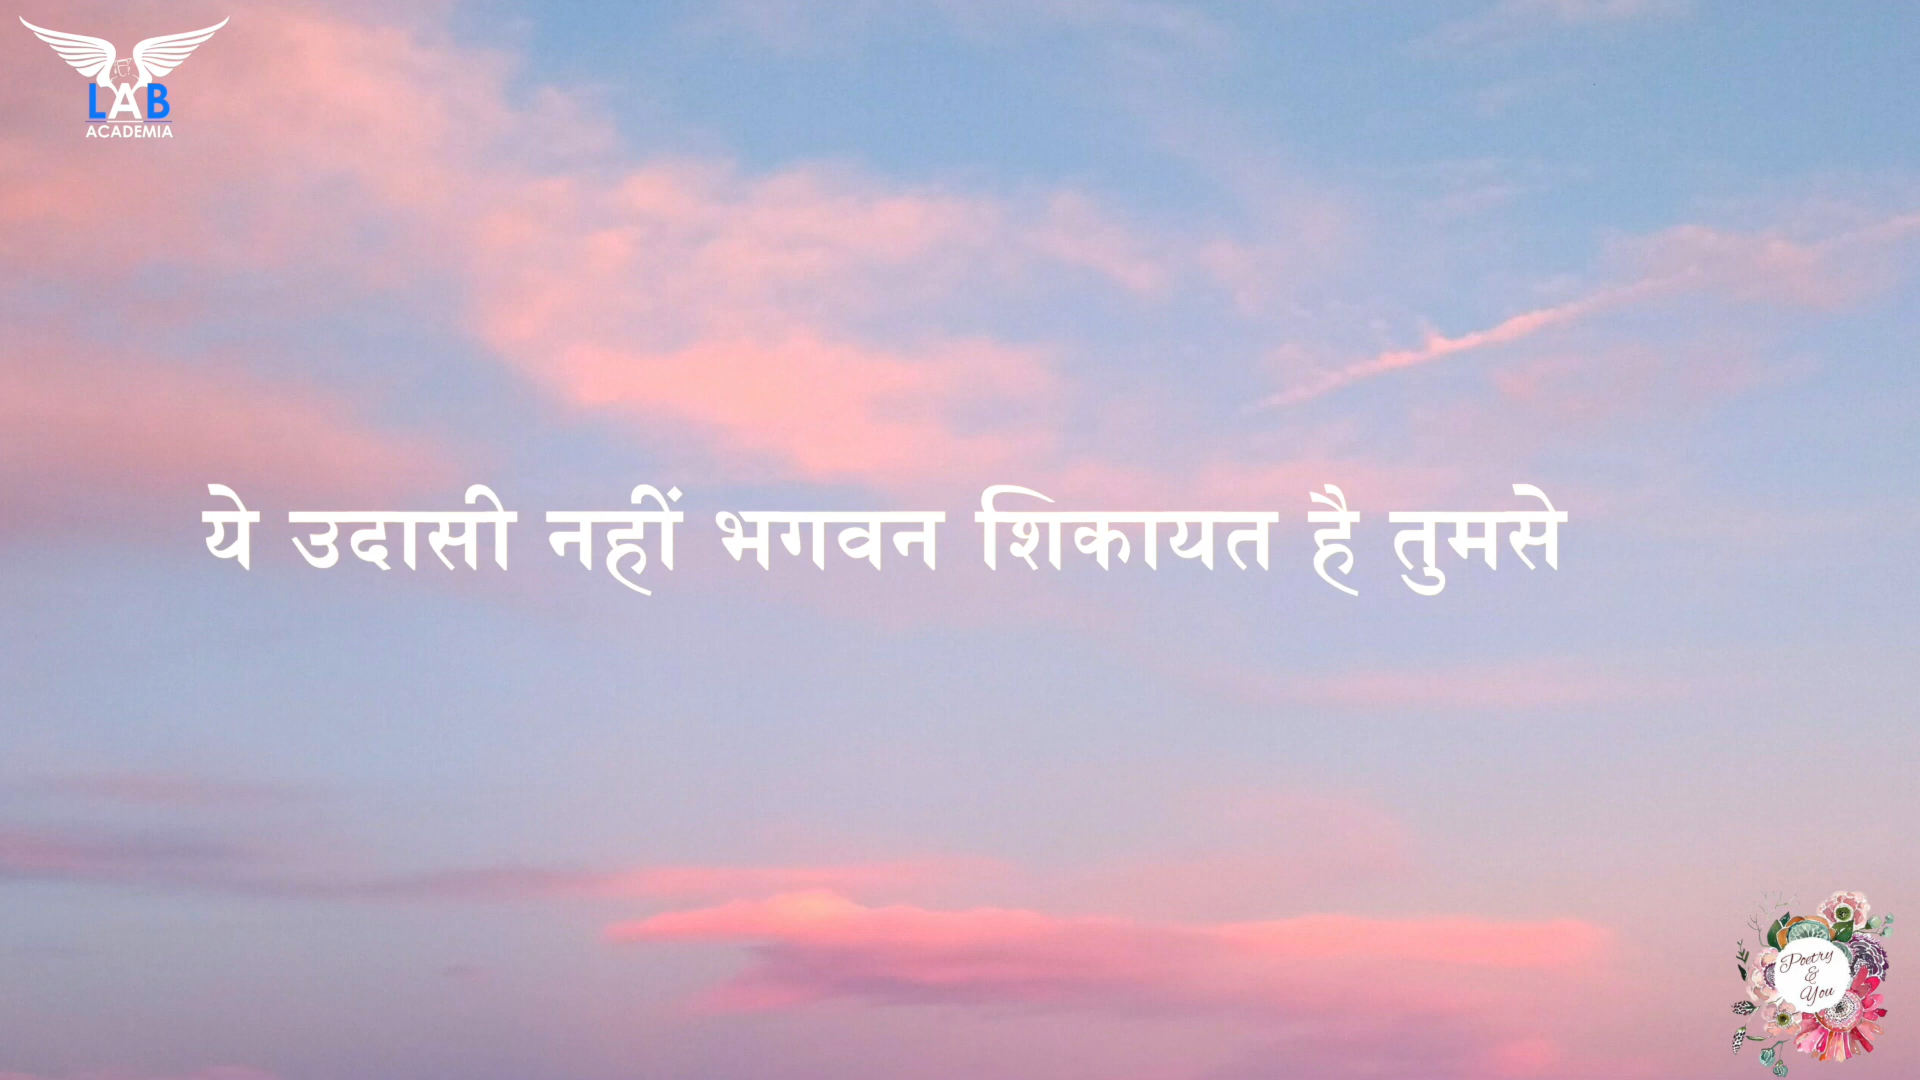 LAB
ACADEMIA
ये उदासी नहीं भगवन शिकायत है तुमसे
Poetry
&
You